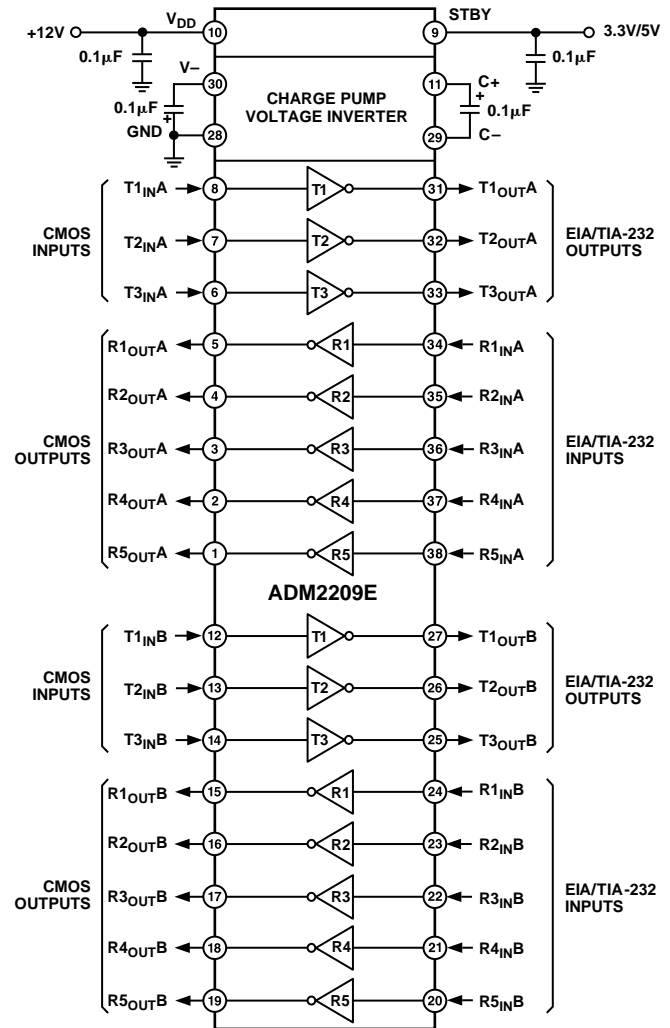 +12V VDD 10 9 STBY 3.3V/5V
0.1µF 0.1µF
V– 30 11 C+
0.1µF + CHARGE PUMP + 0.1µF
VOLTAGE INVERTER
GND 28 29 C–
CMOS
INPUTS
T1INA 8 T1 31 T1OUTA
T2INA 7 T2 32 T2OUTA
T3INA 6 T3 33 T3OUTA
EIA/TIA-232
OUTPUTS
CMOS
OUTPUTS
R1OUTA 5 R1 34 R1INA
R2OUTA 4 R2 35 R2INA
R3OUTA 3 R3 36 R3INA
R4OUTA 2 R4 37 R4INA
R5OUTA 1 R5 38 R5INA
EIA/TIA-232
INPUTS
ADM2209E
CMOS
INPUTS
T1INB 12 T1 27 T1OUTB
T2INB 13 T2 26 T2OUTB
T3INB 14 T3 25 T3OUTB
EIA/TIA-232
OUTPUTS
CMOS
OUTPUTS
R1OUTB 15 R1 24 R1INB
R2OUTB 16 R2 23 R2INB
R3OUTB 17 R3 22 R3INB
R4OUTB 18 R4 21 R4INB
R5OUTB 19 R5 20 R5INB
EIA/TIA-232
INPUTS